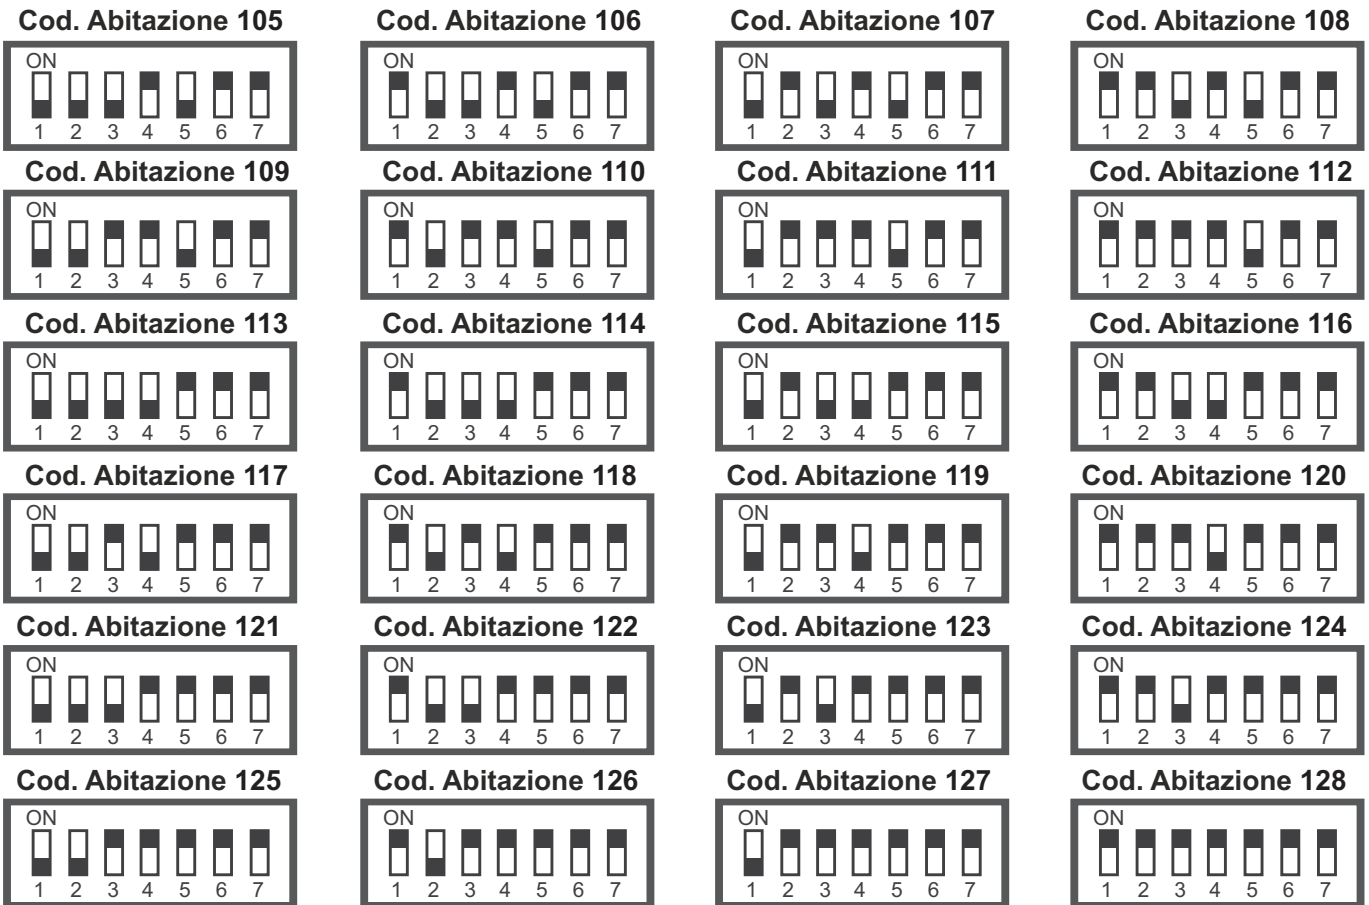 Cod. Abitazione 105 Cod. Abitazione 106 Cod. Abitazione 107 Cod. Abitazione 108
ON ON ON ON
1 2 3 4 5 6 7 1 2 3 4 5 6 7 1 2 3 4 5 6 7 1 2 3 4 5 6 7
Cod. Abitazione 109 Cod. Abitazione 110 Cod. Abitazione 111 Cod. Abitazione 112
ON ON ON ON
1 2 3 4 5 6 7 1 2 3 4 5 6 7 1 2 3 4 5 6 7 1 2 3 4 5 6 7
Cod. Abitazione 113 Cod. Abitazione 114 Cod. Abitazione 115 Cod. Abitazione 116
ON ON ON ON
1 2 3 4 5 6 7 1 2 3 4 5 6 7 1 2 3 4 5 6 7 1 2 3 4 5 6 7
Cod. Abitazione 117 Cod. Abitazione 118 Cod. Abitazione 119 Cod. Abitazione 120
ON ON ON ON
1 2 3 4 5 6 7 1 2 3 4 5 6 7 1 2 3 4 5 6 7 1 2 3 4 5 6 7
Cod. Abitazione 121 Cod. Abitazione 122 Cod. Abitazione 123 Cod. Abitazione 124
ON ON ON ON
1 2 3 4 5 6 7 1 2 3 4 5 6 7 1 2 3 4 5 6 7 1 2 3 4 5 6 7
Cod. Abitazione 125 Cod. Abitazione 126 Cod. Abitazione 127 Cod. Abitazione 128
ON ON ON ON
1 2 3 4 5 6 7 1 2 3 4 5 6 7 1 2 3 4 5 6 7 1 2 3 4 5 6 7